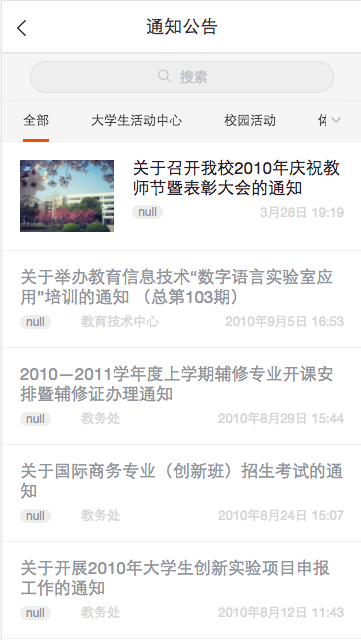 通知公告
搜索
全部 大学生活动中心 校园活动
关于召开我校2010年庆祝教
师节暨表彰大会的通知
null 3月28日 19:19
关于举办教育信息技术“数字语言实验室应
用”培训的通知 （总第103期）
null 教育技术中心 2010年9月5日 16:53
2010—2011学年度上学期辅修专业开课安
排暨辅修证办理通知
null 教务处 2010年8月29日 15:44
关于国际商务专业（创新班）招生考试的通
知
null 教务处 2010年8月24日 15:07
关于开展2010年大学生创新实验项目申报
工作的通知
null 教务处 2010年8月12日 11:43